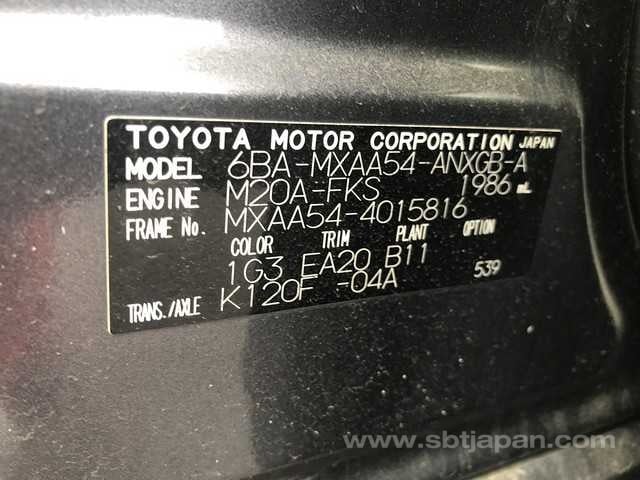 TOYOTA MOTOR CORPORATION JAPAN
MODEL 6BA-MXAA54-ANXGB-A
ENGINE M20A-FKS 1986 mL
FRAME No. MXAA54-4015816
COLOR TRIM PLANT OPTION
1G3 EA20 B11 539
TRANS./AXLE K120F -04A
www.sbtjapan.com